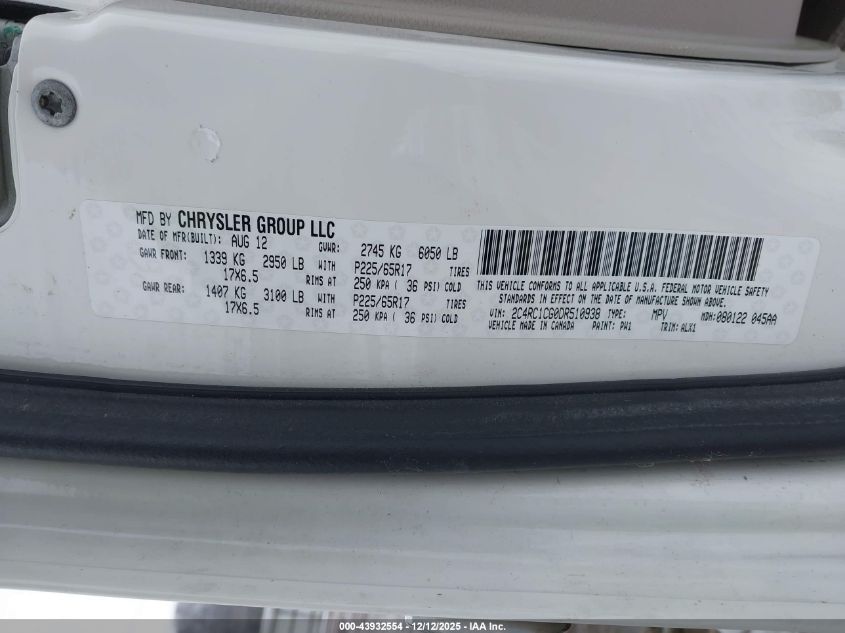 MFD BY CHRYSLER GROUP LLC
DATE OF MFR(BUILT): AUG 12 GVWR: 2745 KG 6050 LB
GAWR FRONT: 1339 KG 2950 LB WITH P225/65R17 TIRES
17X6.5 RIMS AT 250 KPA ( 36 PSI) COLD
GAWR REAR: 1407 KG 3100 LB WITH P225/65R17 TIRES
17X6.5 RIMS AT 250 KPA ( 36 PSI) COLD
THIS VEHICLE CONFORMS TO ALL APPLICABLE U.S.A. FEDERAL MOTOR VEHICLE SAFETY
STANDARDS IN EFFECT ON THE DATE OF MANUFACTURE SHOWN ABOVE.
VIN: 2C4RC1CG0DR510938 TYPE: MPV MDH: 080122 045AA
VEHICLE MADE IN CANADA PAINT: PW1 TRIM: ALX1
000-43932554 - 12/12/2025 - IAA Inc.